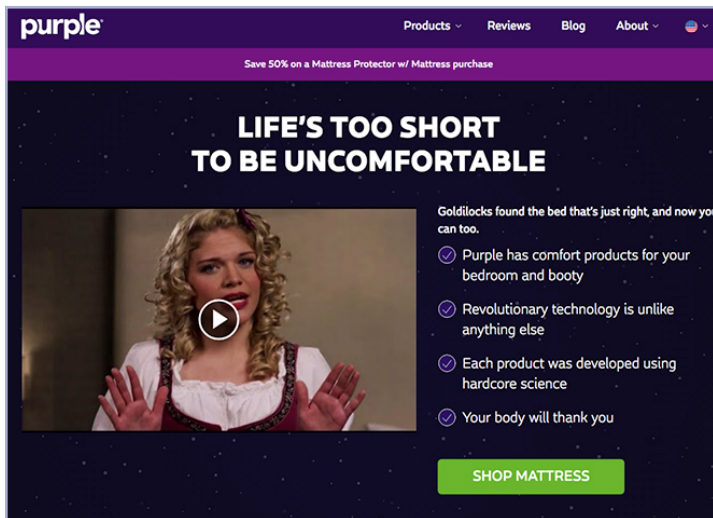 purple®
Products Reviews Blog About
Save 50% on a Mattress Protector w/ Mattress purchase
LIFE'S TOO SHORT
TO BE UNCOMFORTABLE
Goldilocks found the bed that's just right, and now you
can too.
Purple has comfort products for your
bedroom and booty
Revolutionary technology is unlike
anything else
Each product was developed using
hardcore science
Your body will thank you
SHOP MATTRESS